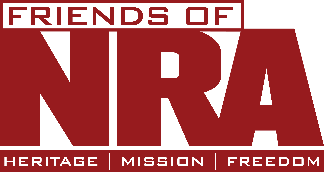 FRIENDS OF
NRA
HERITAGE | MISSION | FREEDOM